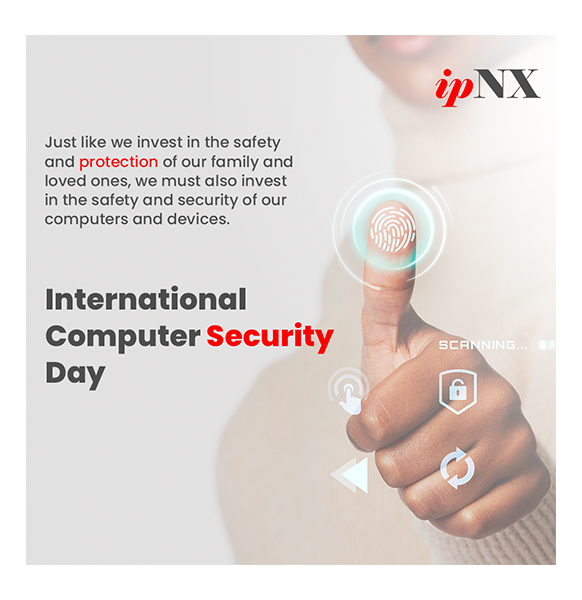 ipNX
Just like we invest in the safety
and protection of our family and
loved ones, we must also invest
in the safety and security of our
computers and devices.
International
Computer Security
Day
SCANNING...